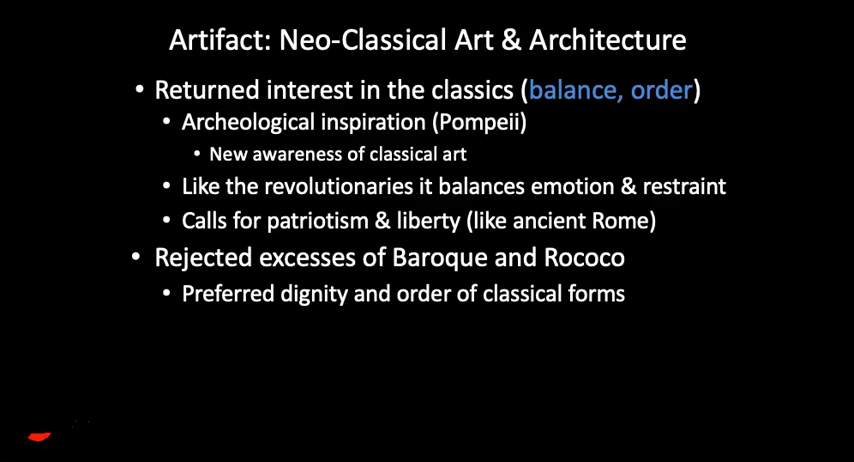 Artifact: Neo-Classical Art & Architecture
• Returned interest in the classics (balance, order)
• Archeological inspiration (Pompeii)
• New awareness of classical art
• Like the revolutionaries it balances emotion & restraint
• Calls for patriotism & liberty (like ancient Rome)
• Rejected excesses of Baroque and Rococo
• Preferred dignity and order of classical forms